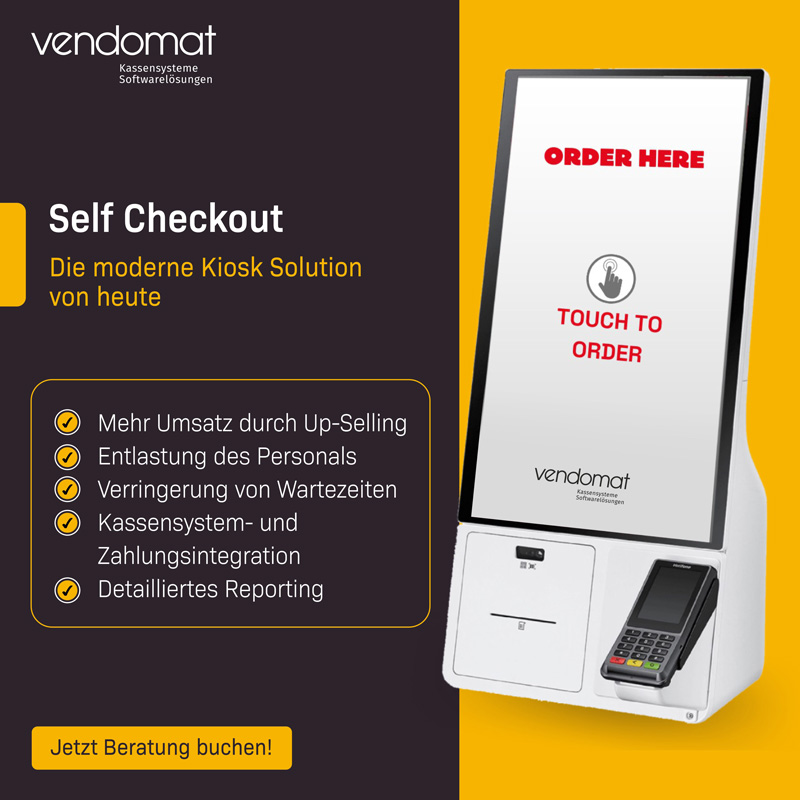 vendomat
Kassensysteme
Softwarelösungen
Self Checkout
Die moderne Kiosk Solution
von heute
Mehr Umsatz durch Up-Selling
Entlastung des Personals
Verringerung von Wartezeiten
Kassensystem- und
Zahlungsintegration
Detailliertes Reporting
Jetzt Beratung buchen!
ORDER HERE
TOUCH TO
ORDER
vendomat
Kassensysteme
Softwarelösungen